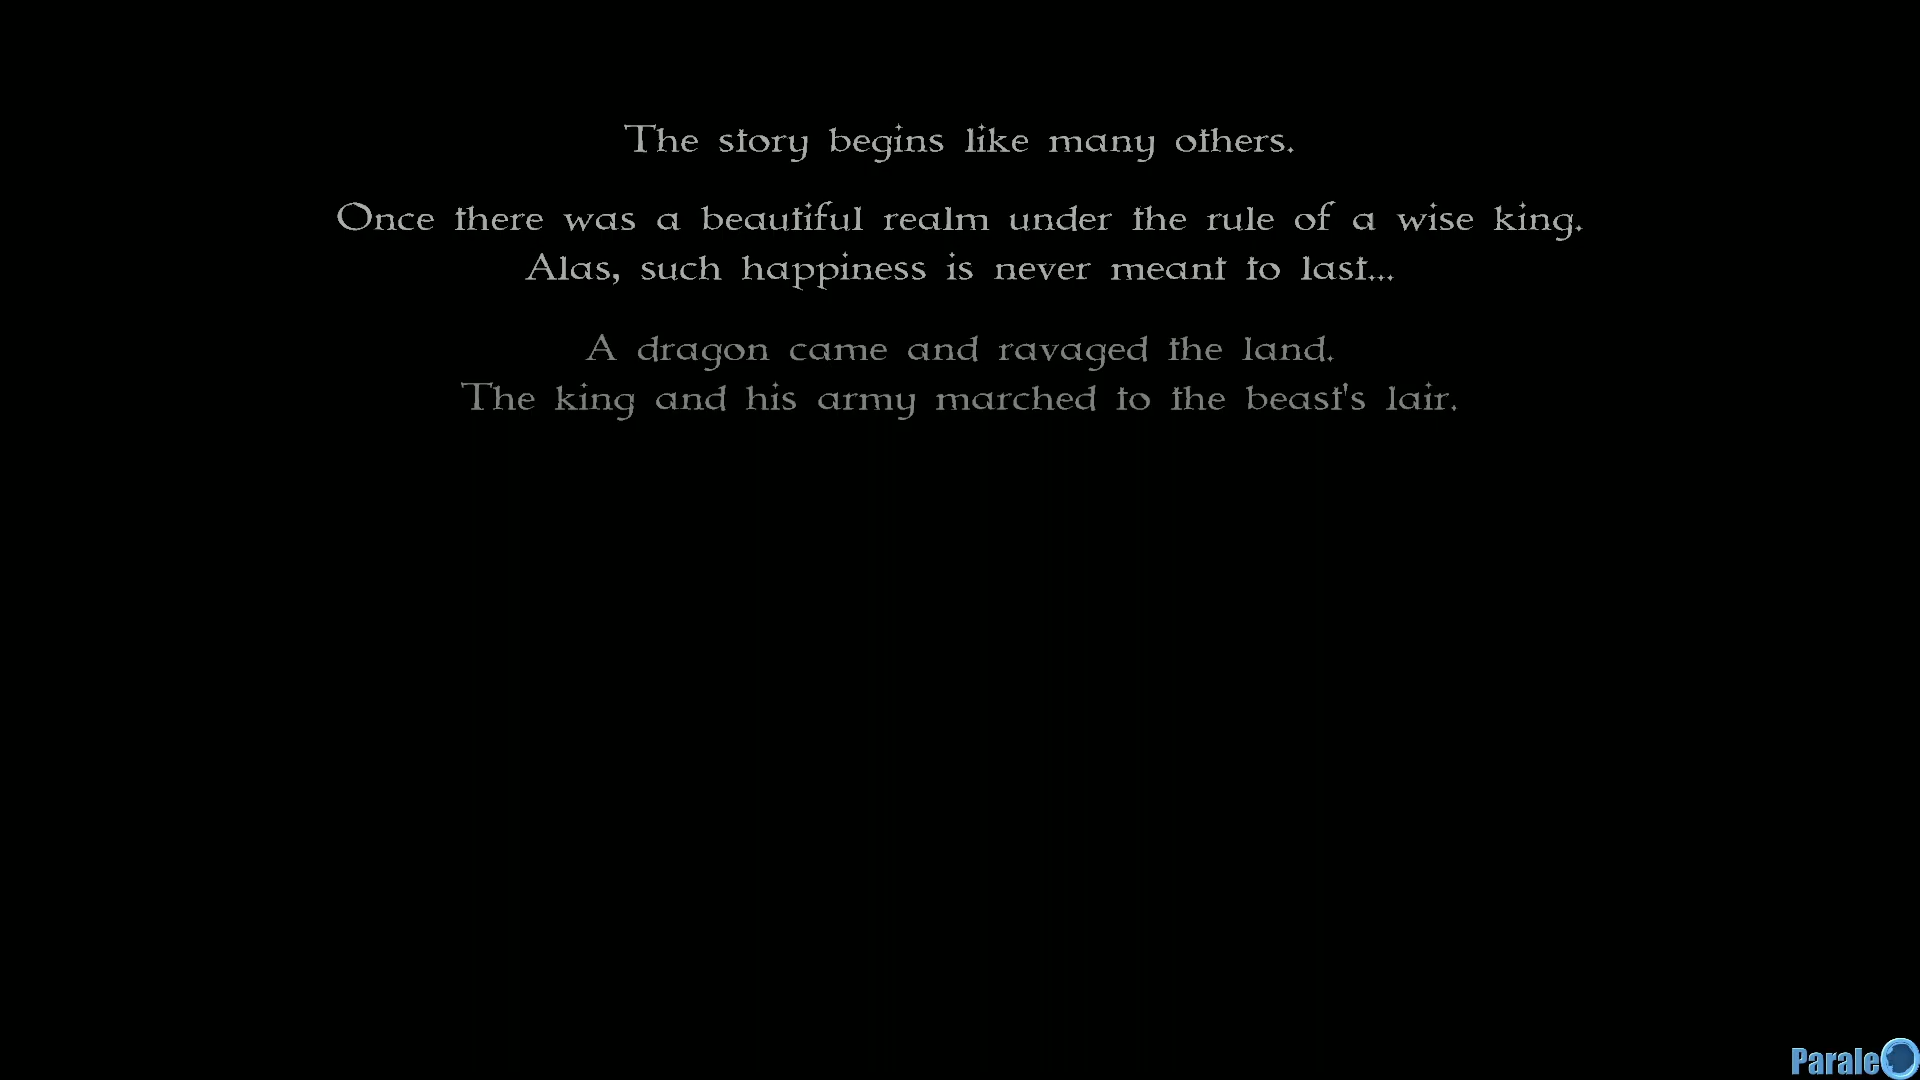 The story begins like many others.
Once there was a beautiful realm under the rule of a wise king.
Alas, such happiness is never meant to last...
A dragon came and ravaged the land.
The king and his army marched to the beast's lair.
Parale